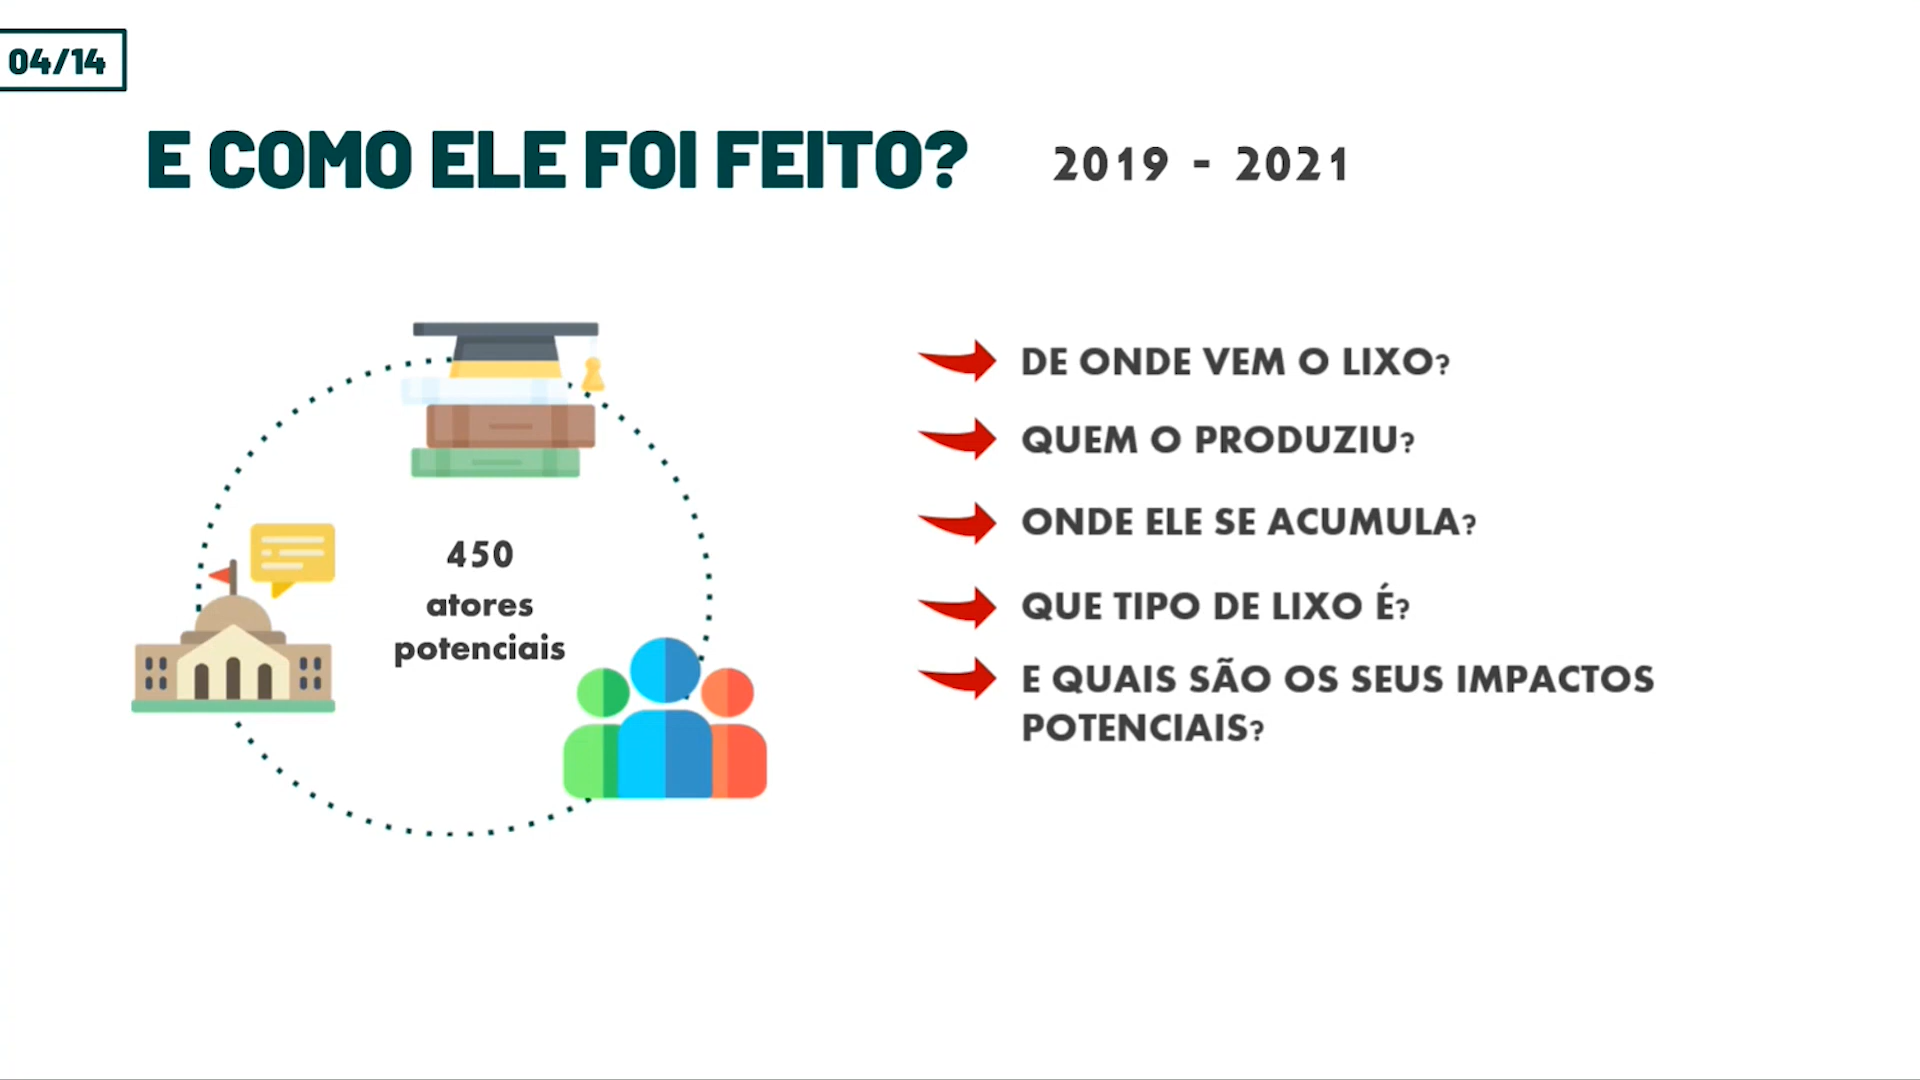 04/14
E COMO ELE FOI FEITO?
2019 - 2021
450
atores
potenciais
DE ONDE VEM O LIXO?
QUEM O PRODUZIU?
ONDE ELE SE ACUMULA?
QUE TIPO DE LIXO É?
E QUAIS SÃO OS SEUS IMPACTOS
POTENCIAIS?